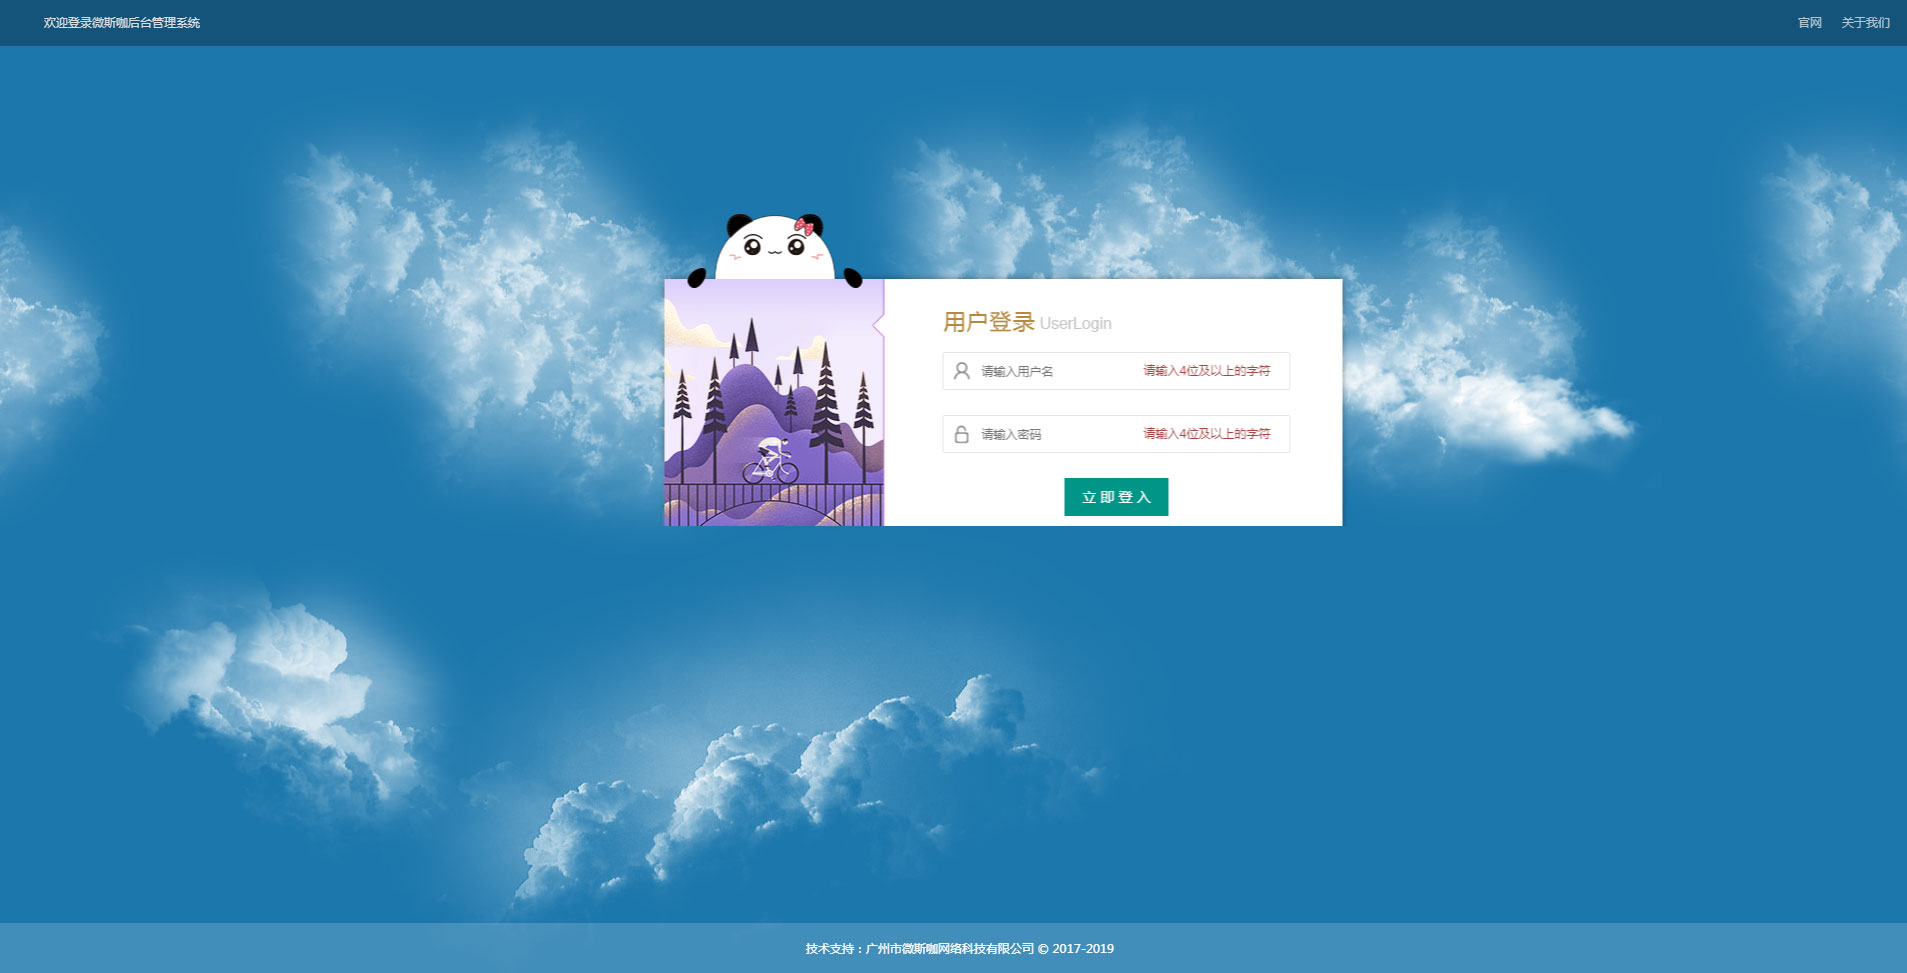 欢迎登录微斯咖后台管理系统
官网 关于我们
用户登录 UserLogin
请输入用户名 请输入4位及以上的字符
请输入密码 请输入4位及以上的字符
立即登入
技术支持：广州市微斯咖网络科技有限公司 © 2017-2019